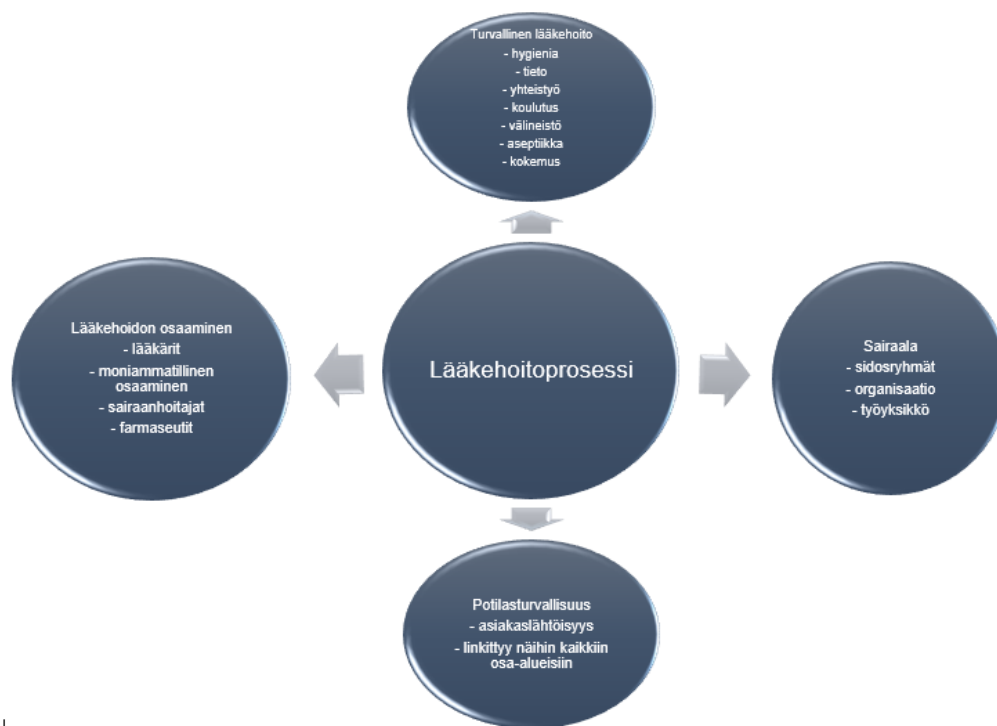 Turvallinen lääkehoito
- hygienia
- tieto
- yhteistyö
- koulutus
- välineistö
- aseptiikka
- kokemus
Lääkehoidon osaaminen
- lääkärit
- moniammatillinen
osaaminen
- sairaanhoitajat
- farmaseutit
Lääkehoitoprosessi
Sairaala
- sidosryhmät
- organisaatio
- työyksikkö
Potilasturvallisuus
- asiakaslähtöisyys
- linkittyy näihin kaikkiin
osa-alueisiin